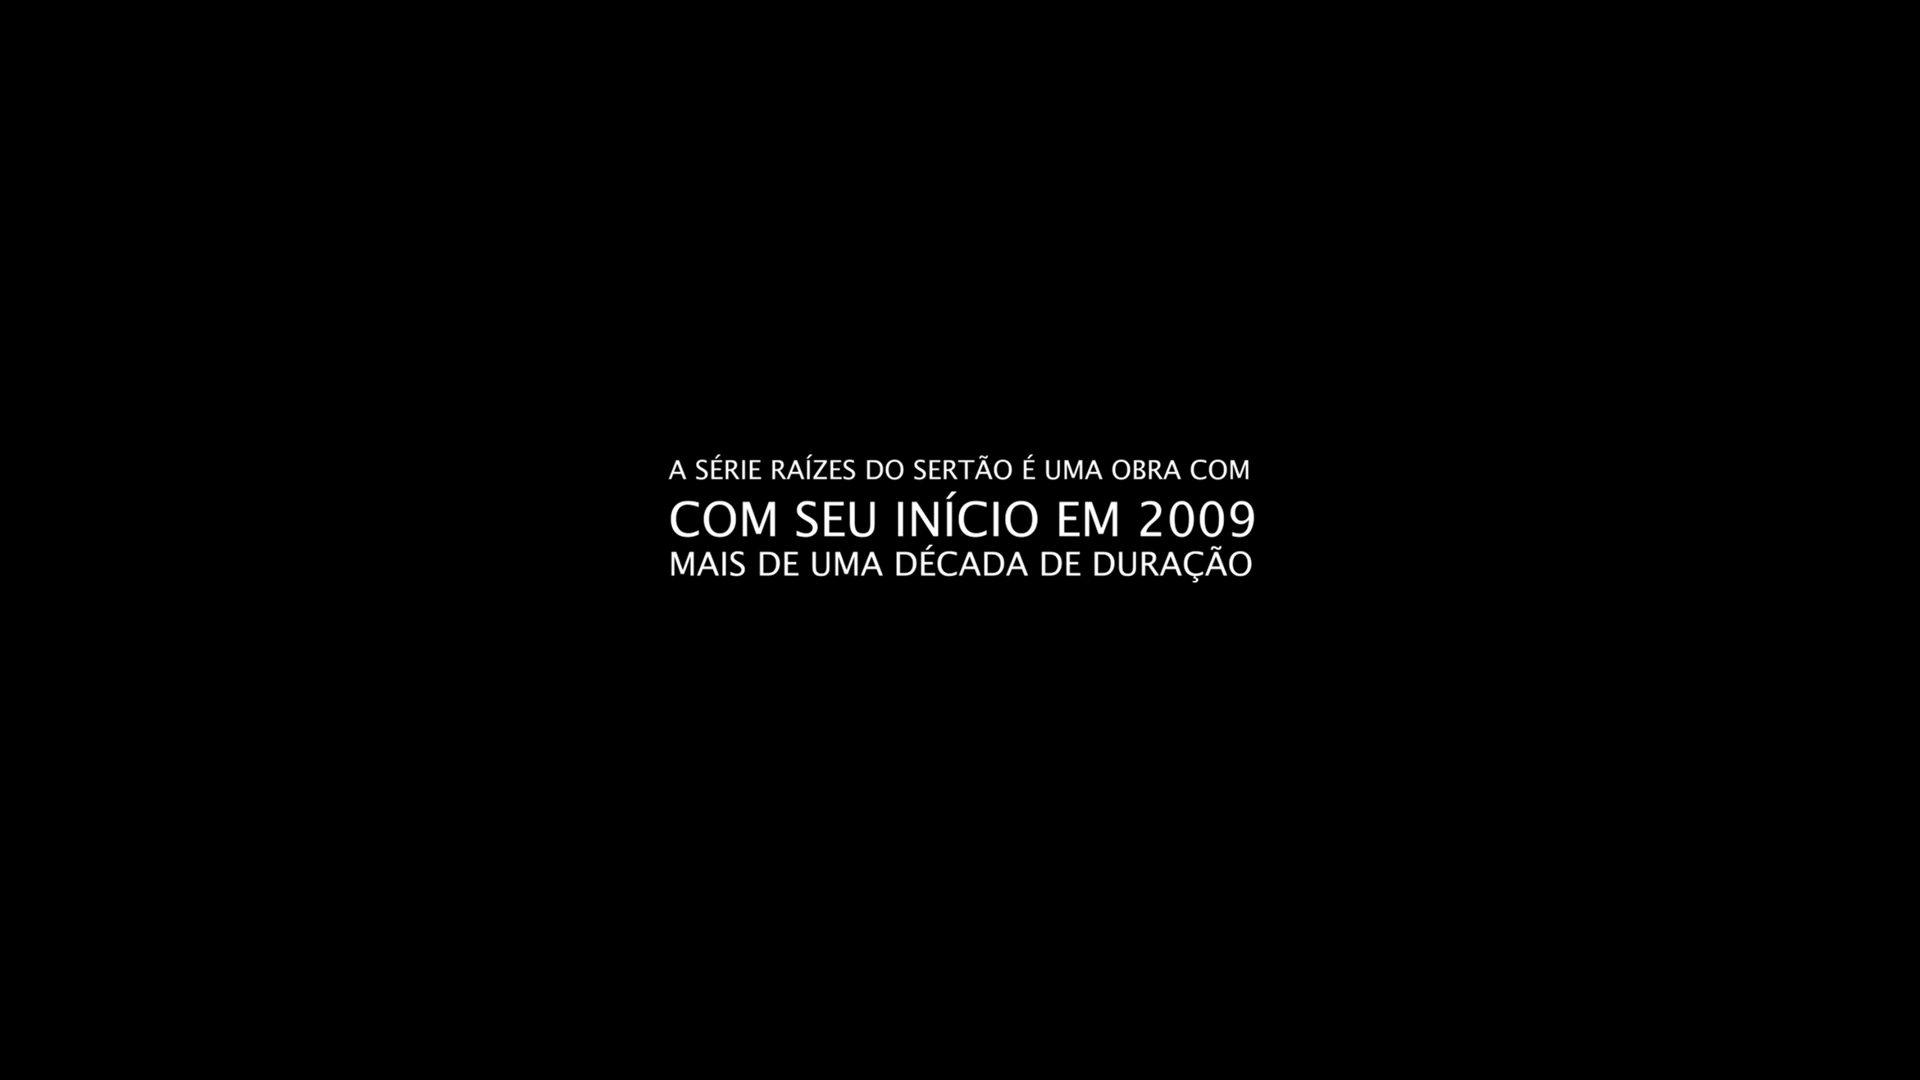 A SÉRIE RAÍZES DO SERTÃO É UMA OBRA COM
COM SEU INÍCIO EM 2009
MAIS DE UMA DÉCADA DE DURAÇÃO